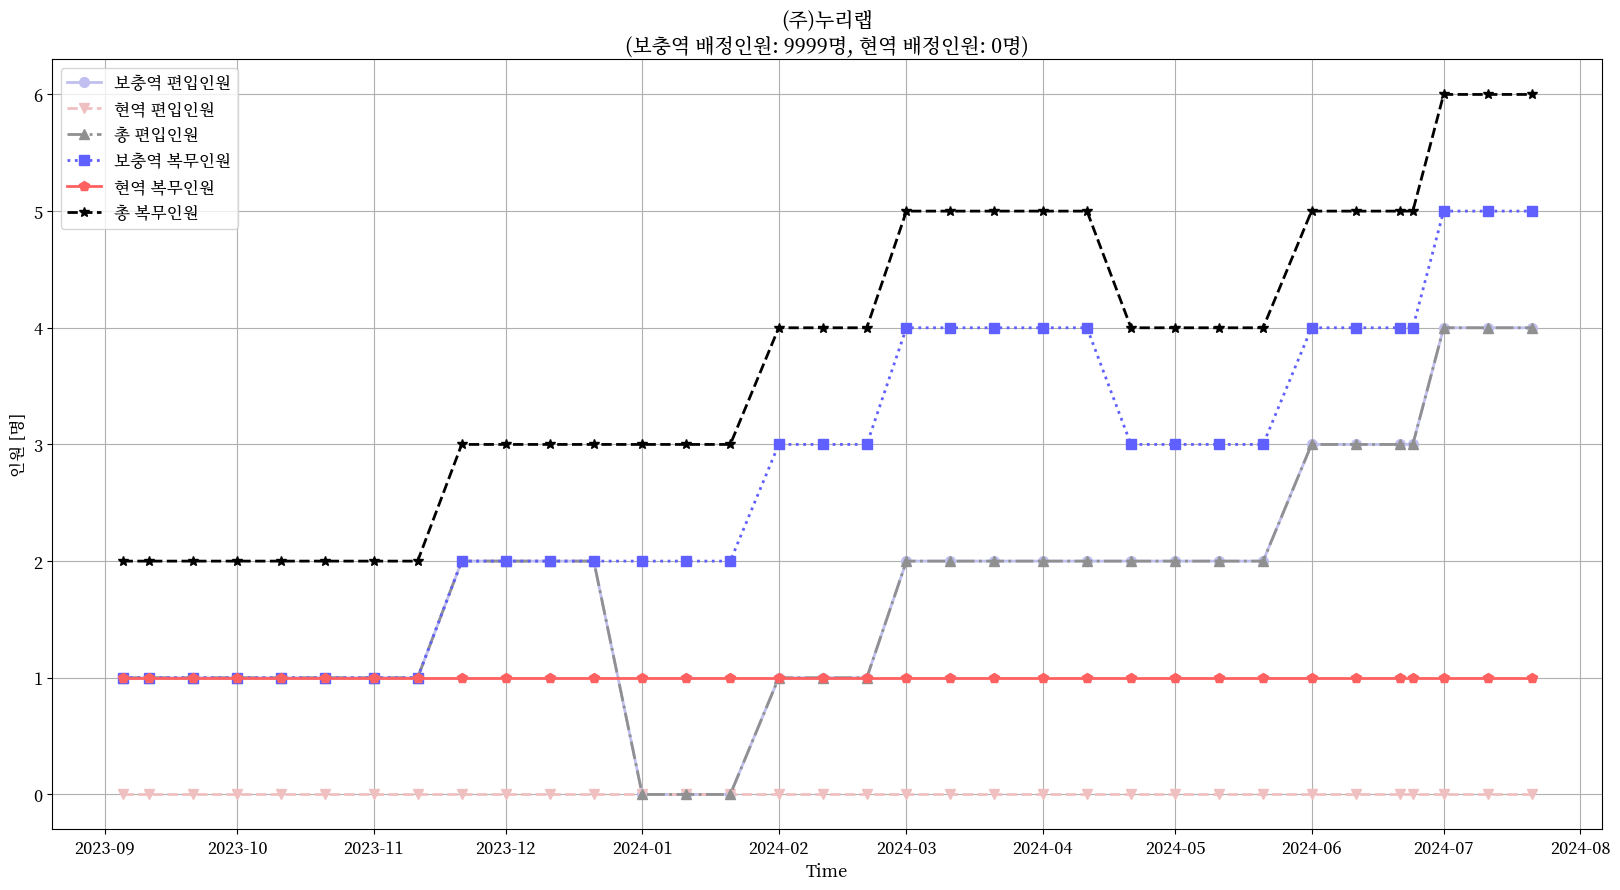 (주)누리랩
(보충역 배정인원: 9999명, 현역 배정인원: 0명)
보충역 편입인원
현역 편입인원
총 편입인원
보충역 복무인원
현역 복무인원
총 복무인원
인원 [명]
6
5
4
3
2
1
0
2023-09 2023-10 2023-11 2023-12 2024-01 2024-02 2024-03 2024-04 2024-05 2024-06 2024-07 2024-08
Time